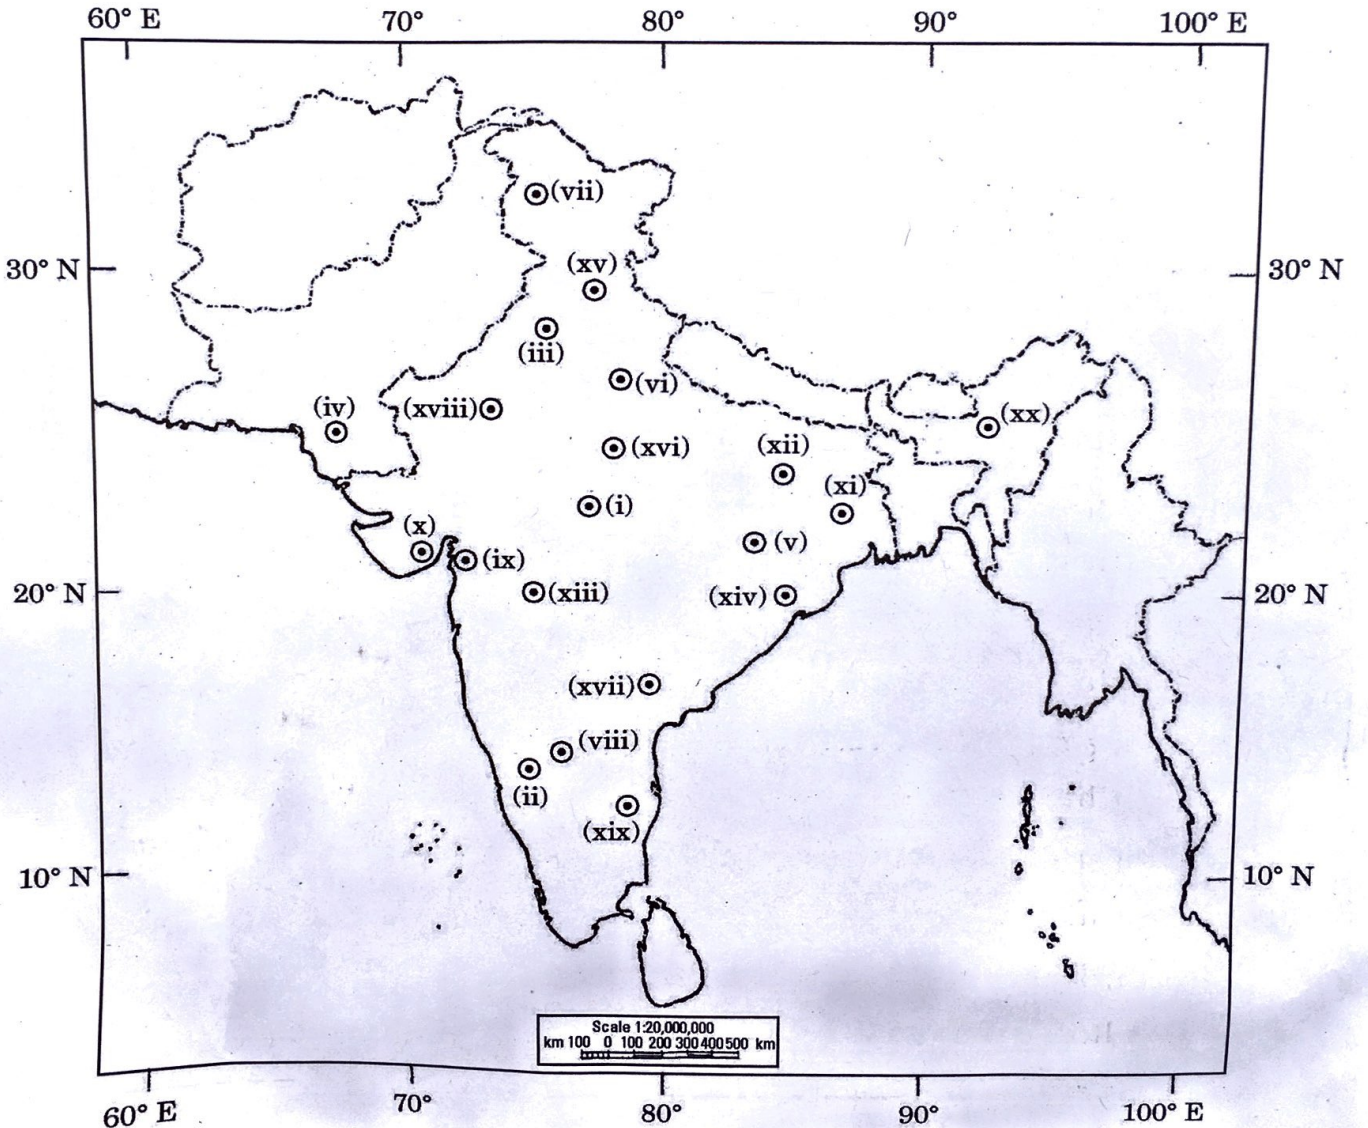 60° E 70° 80° 90° 100° E
(vii)
(xv)
30° N 30° N
(iii)
(vi)
(iv) (xviii) (xx)
(xvi) (xii)
(xi)
(i)
(x) (v)
(ix)
20° N (xiii) (xiv) 20° N
(xvii)
(viii)
(ii)
(xix)
10° N 10° N
Scale 1:20,000,000
km 100 0 100 200 300 400 500 km
60° E 70° 80° 90° 100° E